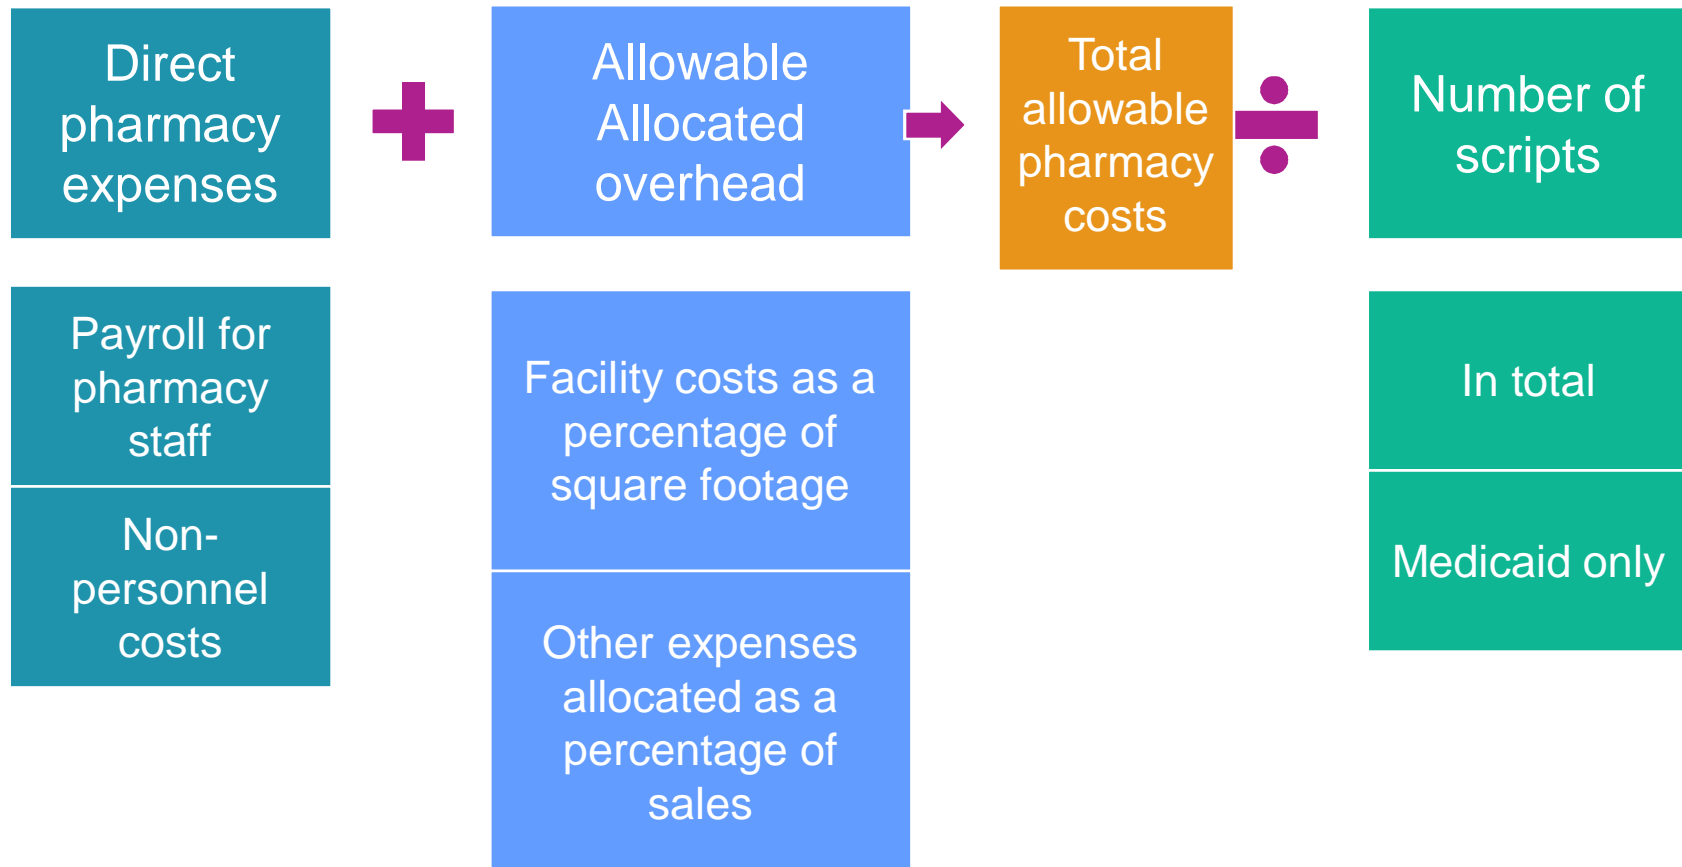 Direct
pharmacy
expenses
Allowable
Allocated
overhead
Total
allowable
pharmacy
costs
Number of
scripts
Payroll for
pharmacy
staff
Non-
personnel
costs
Facility costs as a
percentage of
square footage
Other expenses
allocated as a
percentage of
sales
In total
Medicaid only